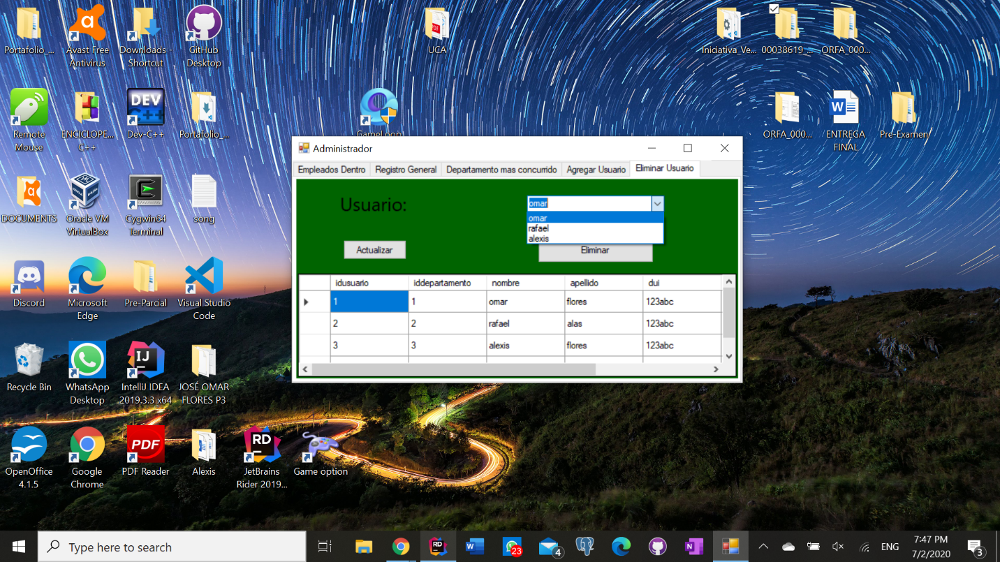 Portafolio_...
Avast Free
Antivirus
Downloads -
Shortcut
GitHub
Desktop
PDF
UCA
Iniciativa_Ve...
00038619_...
ORFA_000...
Remote
Mouse
ENCICLOPE...
C++
DEV
C++
Dev-C++
Portafolio_...
GameLoop
ORFA_000...
W
ENTREGA
FINAL
Pre-Examen
DOCUMENTS
Oracle VM
VirtualBox
Cygwin64
Terminal
song
Discord
Microsoft
Edge
Pre-Parcial
Visual Studio
Code
Recycle Bin
WhatsApp
Desktop
IJ
IntelliJ IDEA
2019.3.3 x64
JOSÉ OMAR
FLORES P3
OpenOffice
4.1.5
Google
Chrome
PDF
PDF Reader
Alexis
RD
JetBrains
Rider 2019...
Game option
Administrador
Empleados Dentro
Registro General
Departamento mas concurrido
Agregar Usuario
Eliminar Usuario
Usuario:
omar
omar
rafael
alexis
Actualizar
Eliminar
idusuario iddepartamento nombre apellido dui
1 1 omar flores 123abc
2 2 rafael alas 123abc
3 3 alexis flores 123abc
Type here to search
RD
W
23
4
N
ENG
7:47 PM
7/2/2020
3